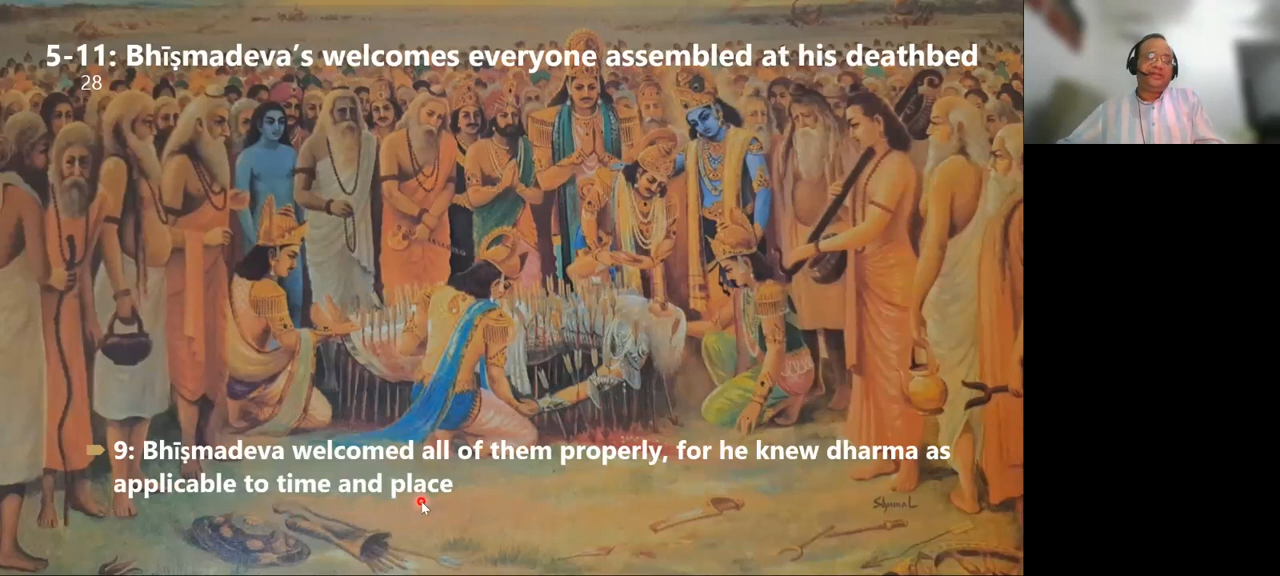 5-11: Bhīṣmadeva’s welcomes everyone assembled at his deathbed
28
9: Bhīṣmadeva welcomed all of them properly, for he knew dharma as
applicable to time and place